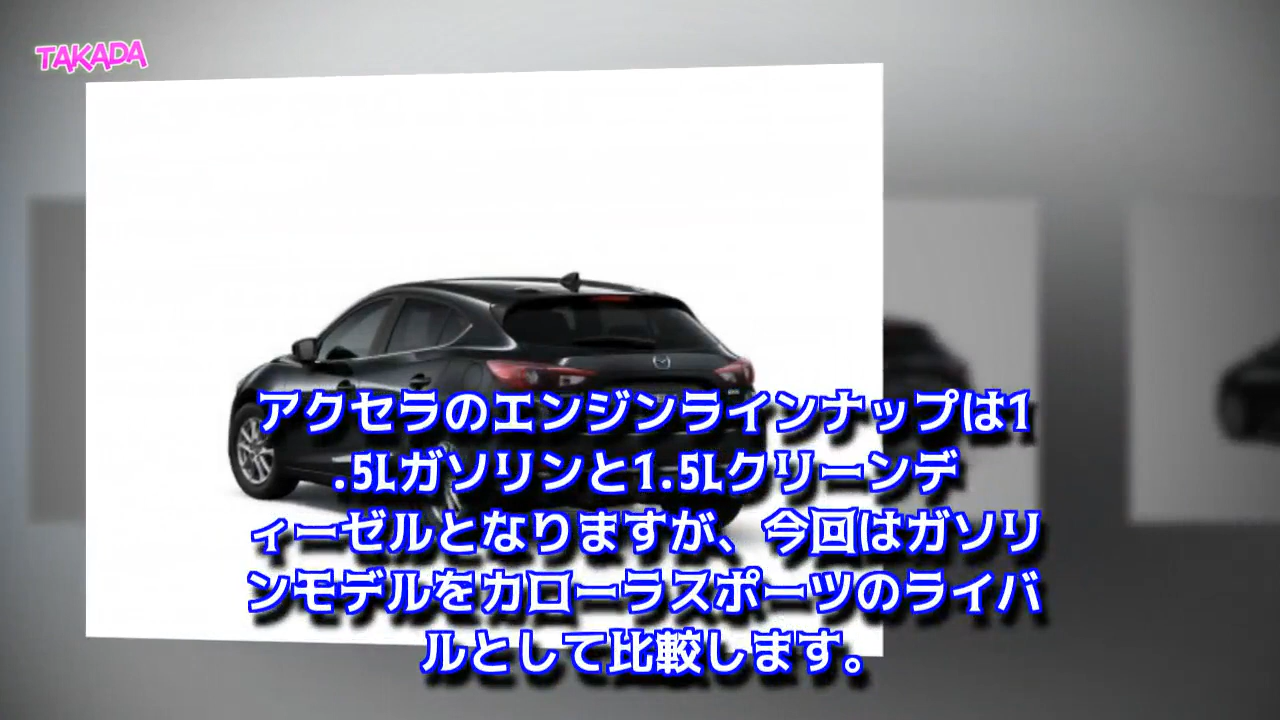 TAKADA
アクセラのエンジンラインナップは1
.5Lガソリンと1.5Lクリーンデ
ィーゼルとなりますが、今回はガソリ
ンモデルをカローラスポーツのライバ
ルとして比較します。